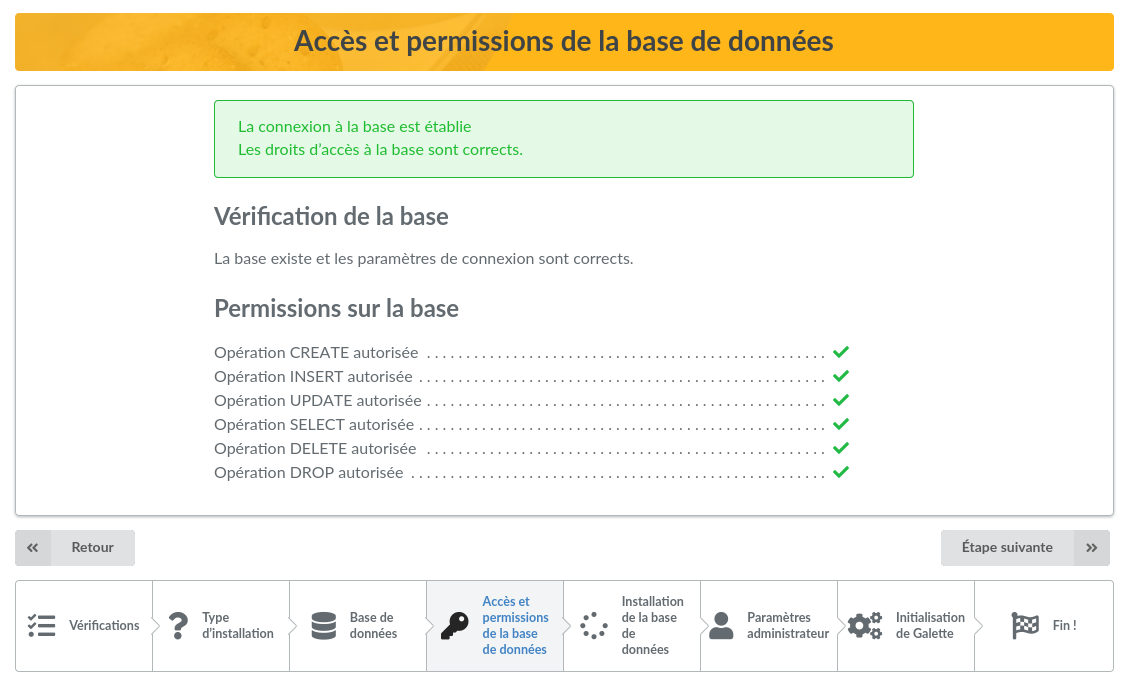 Accès et permissions de la base de données
La connexion à la base est établie
Les droits d’accès à la base sont corrects.
Vérification de la base
La base existe et les paramètres de connexion sont corrects.
Permissions sur la base
Opération CREATE autorisée
Opération INSERT autorisée
Opération UPDATE autorisée
Opération SELECT autorisée
Opération DELETE autorisée
Opération DROP autorisée
Retour
Étape suivante
Vérifications
Type
d’installation
Base de
données
Accès et
permissions
de la base
de données
Installation
de la base
de
données
Paramètres
administrateur
Initialisation
de Galette
Fin !